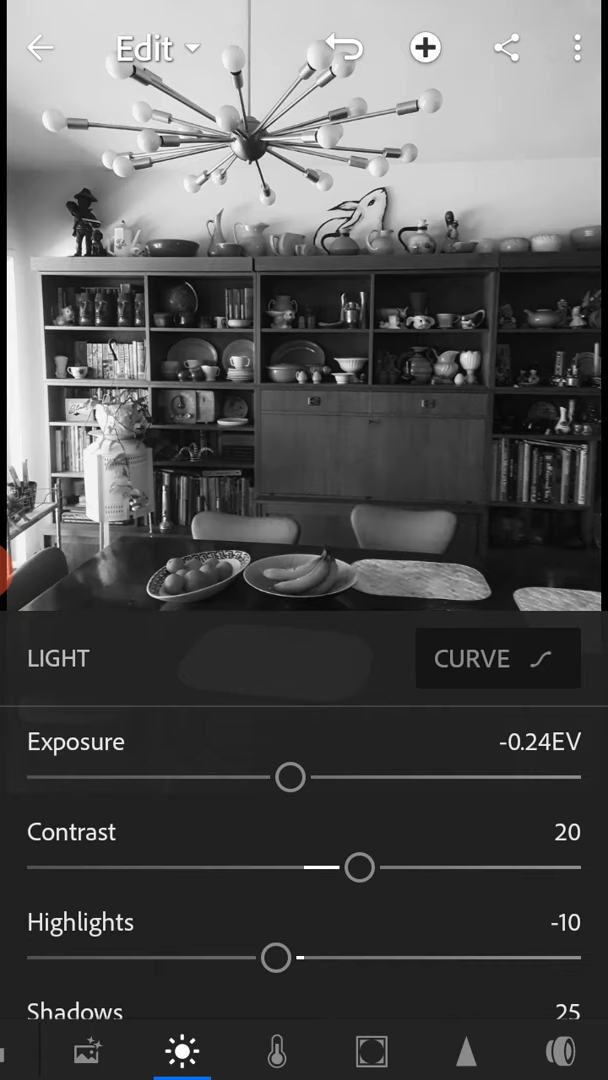 Edit
LIGHT
CURVE
Exposure
-0.24EV
Contrast
20
Highlights
-10
Shadows
25